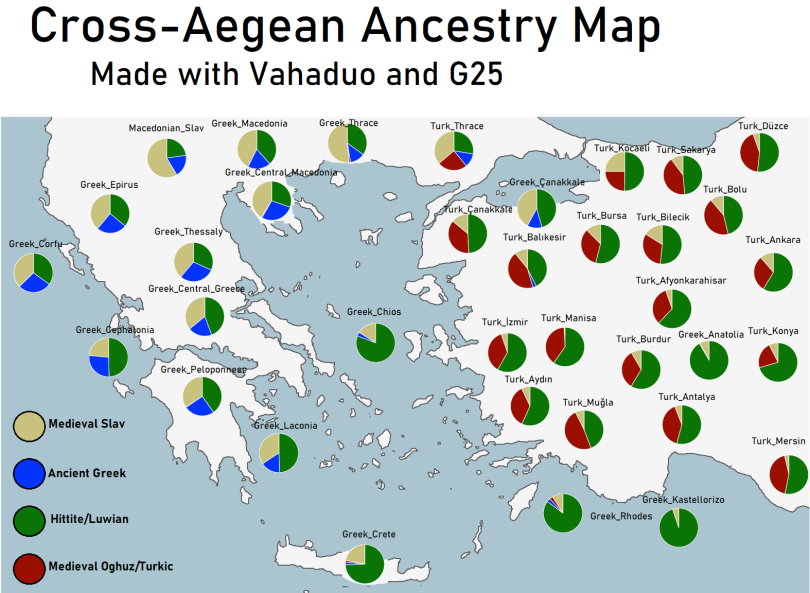 Cross-Aegean Ancestry Map
Made with Vahaduo and G25
Macedonian_Slav
Greek_Macedonia
Greek_Thrace
Turk_Thrace
Turk_Düzce
Turk_Kocaeli
Turk_Sakarya
Greek_Central_Macedonia
Greek_Epirus
Greek_Çanakkale
Turk_Bolu
Turk_Çanakkale
Turk_Bursa
Turk_Bilecik
Greek_Thessaly
Turk_Balıkesir
Greek_Corfu
Turk_Ankara
Turk_Afyonkarahisar
Greek_Central_Greece
Greek_Chios
Turk_İzmir
Turk_Manisa
Greek_Cephalonia
Turk_Burdur
Greek_Anatolia
Turk_Konya
Greek_Peloponnese
Turk_Aydın
Turk_Muğla
Turk_Antalya
Medieval Slav
Greek_Laconia
Turk_Mersin
Ancient Greek
Greek_Kastellorizo
Greek_Rhodes
Hittite/Luwian
Greek_Crete
Medieval Oghuz/Turkic